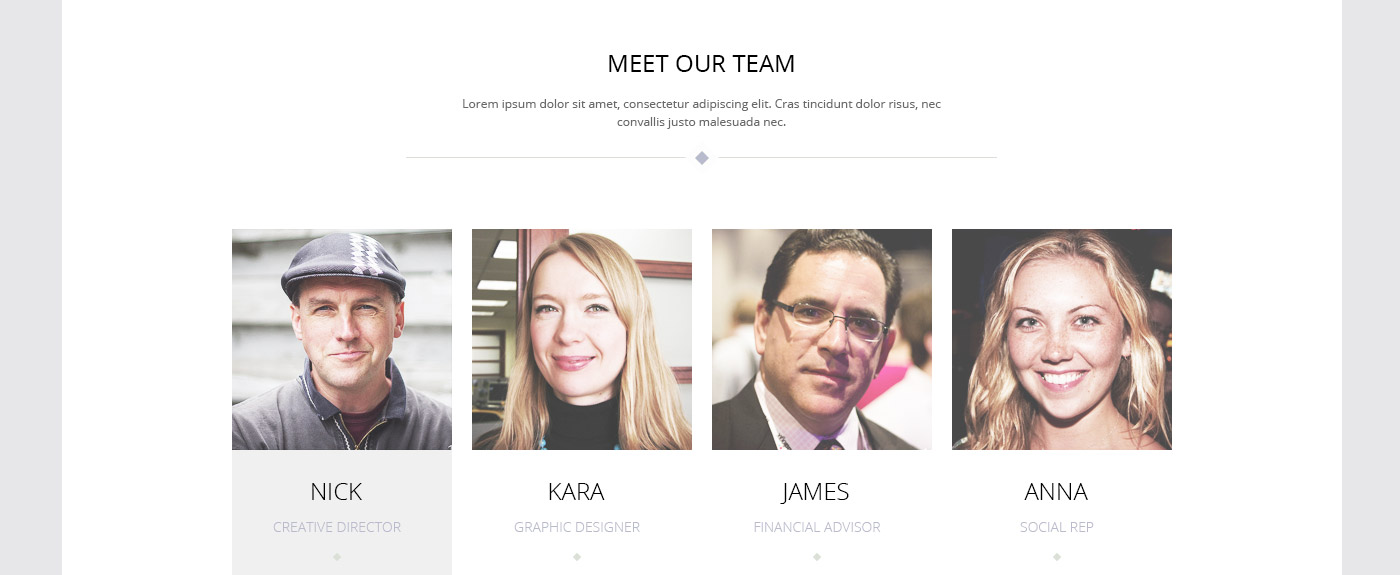 MEET OUR TEAM
Lorem ipsum dolor sit amet, consectetur adipiscing elit. Cras tincidunt dolor risus, nec
convallis justo malesuada nec.
NICK
CREATIVE DIRECTOR
KARA
GRAPHIC DESIGNER
JAMES
FINANCIAL ADVISOR
ANNA
SOCIAL REP